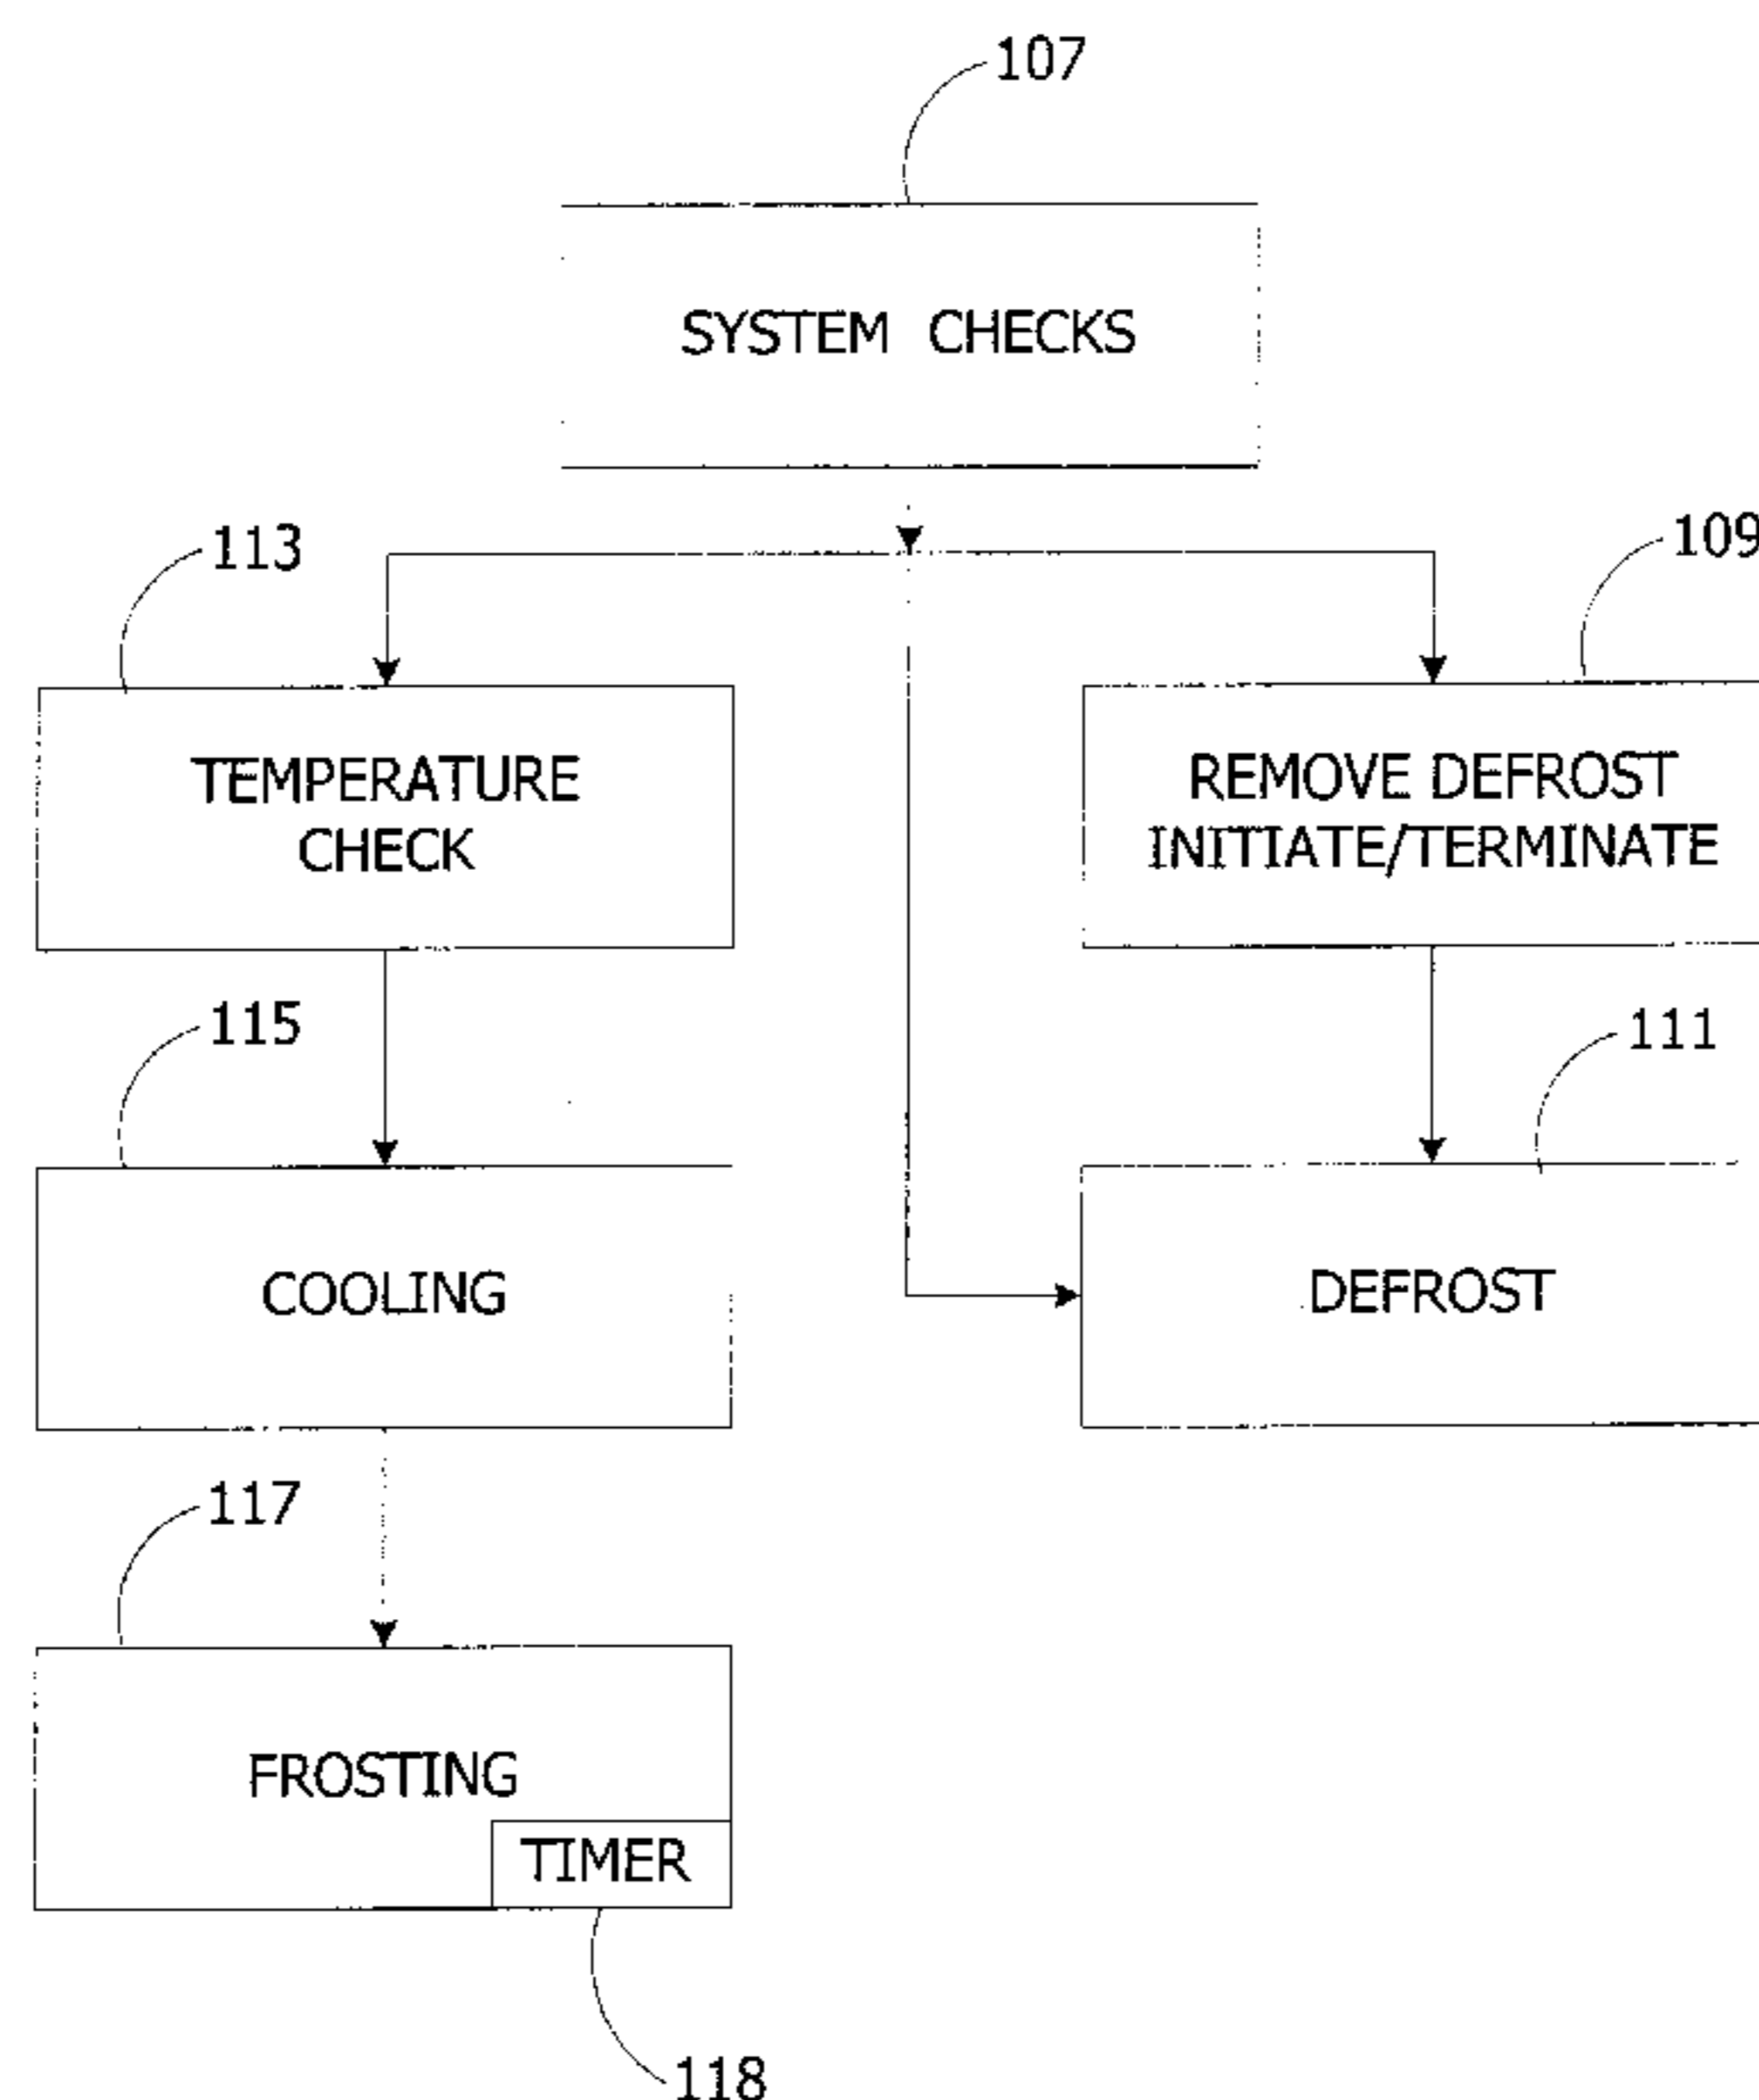 107
SYSTEM CHECKS
113
109
TEMPERATURE
CHECK
REMOVE DEFROST
INITIATE/TERMINATE
115
111
COOLING
DEFROST
117
FROSTING
TIMER
118